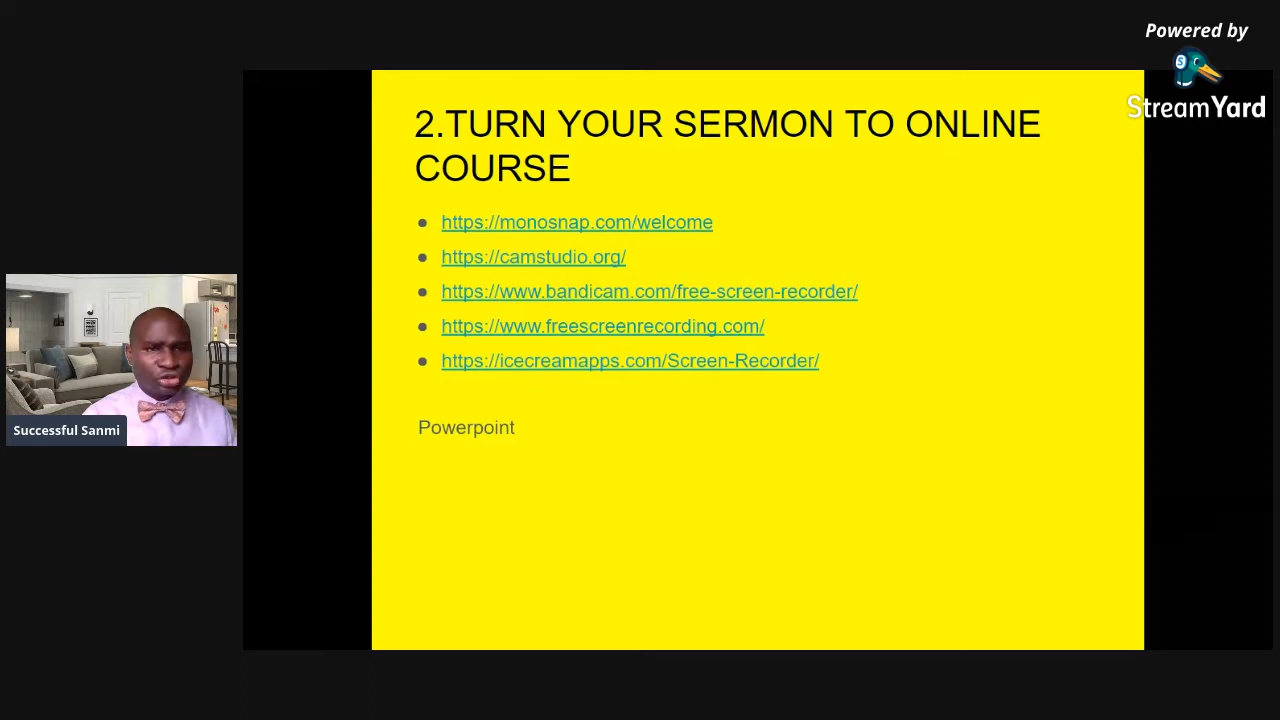 Powered by
StreamYard
2.TURN YOUR SERMON TO ONLINE
COURSE
https://monosnap.com/welcome
https://camstudio.org/
https://www.bandicam.com/free-screen-recorder/
https://www.freescreenrecording.com/
https://icecreamapps.com/Screen-Recorder/
Powerpoint
Successful Sanmi